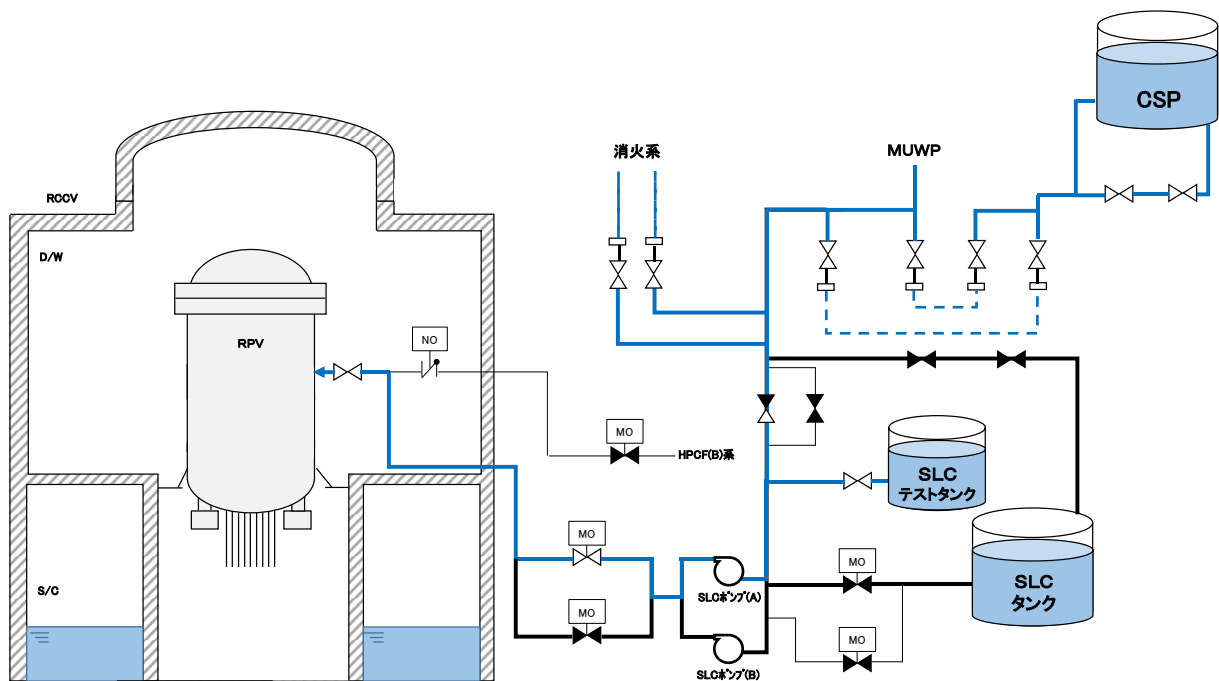 CSP
消火系
MUWP
RCCV
D/W
RPV
NO
MO
HPCF(B)系
SLC
テストタンク
MO
MO
SLC
タンク
S/C
SLCポンプ(A)
MO
MO
SLCポンプ(B)